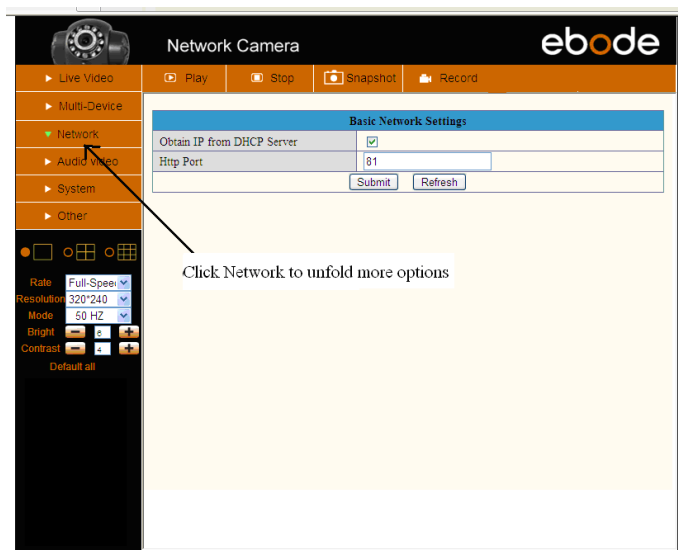 Network Camera
ebode
Live Video
Play
Stop
Snapshot
Record
Multi-Device
Network
Audio video
System
Other
Basic Network Settings
Obtain IP from DHCP Server
Http Port 81
Submit Refresh
Click Network to unfold more options
Rate Full-Speed
Resolution 320*240
Mode 50 HZ
Bright 6
Contrast 4
Default all